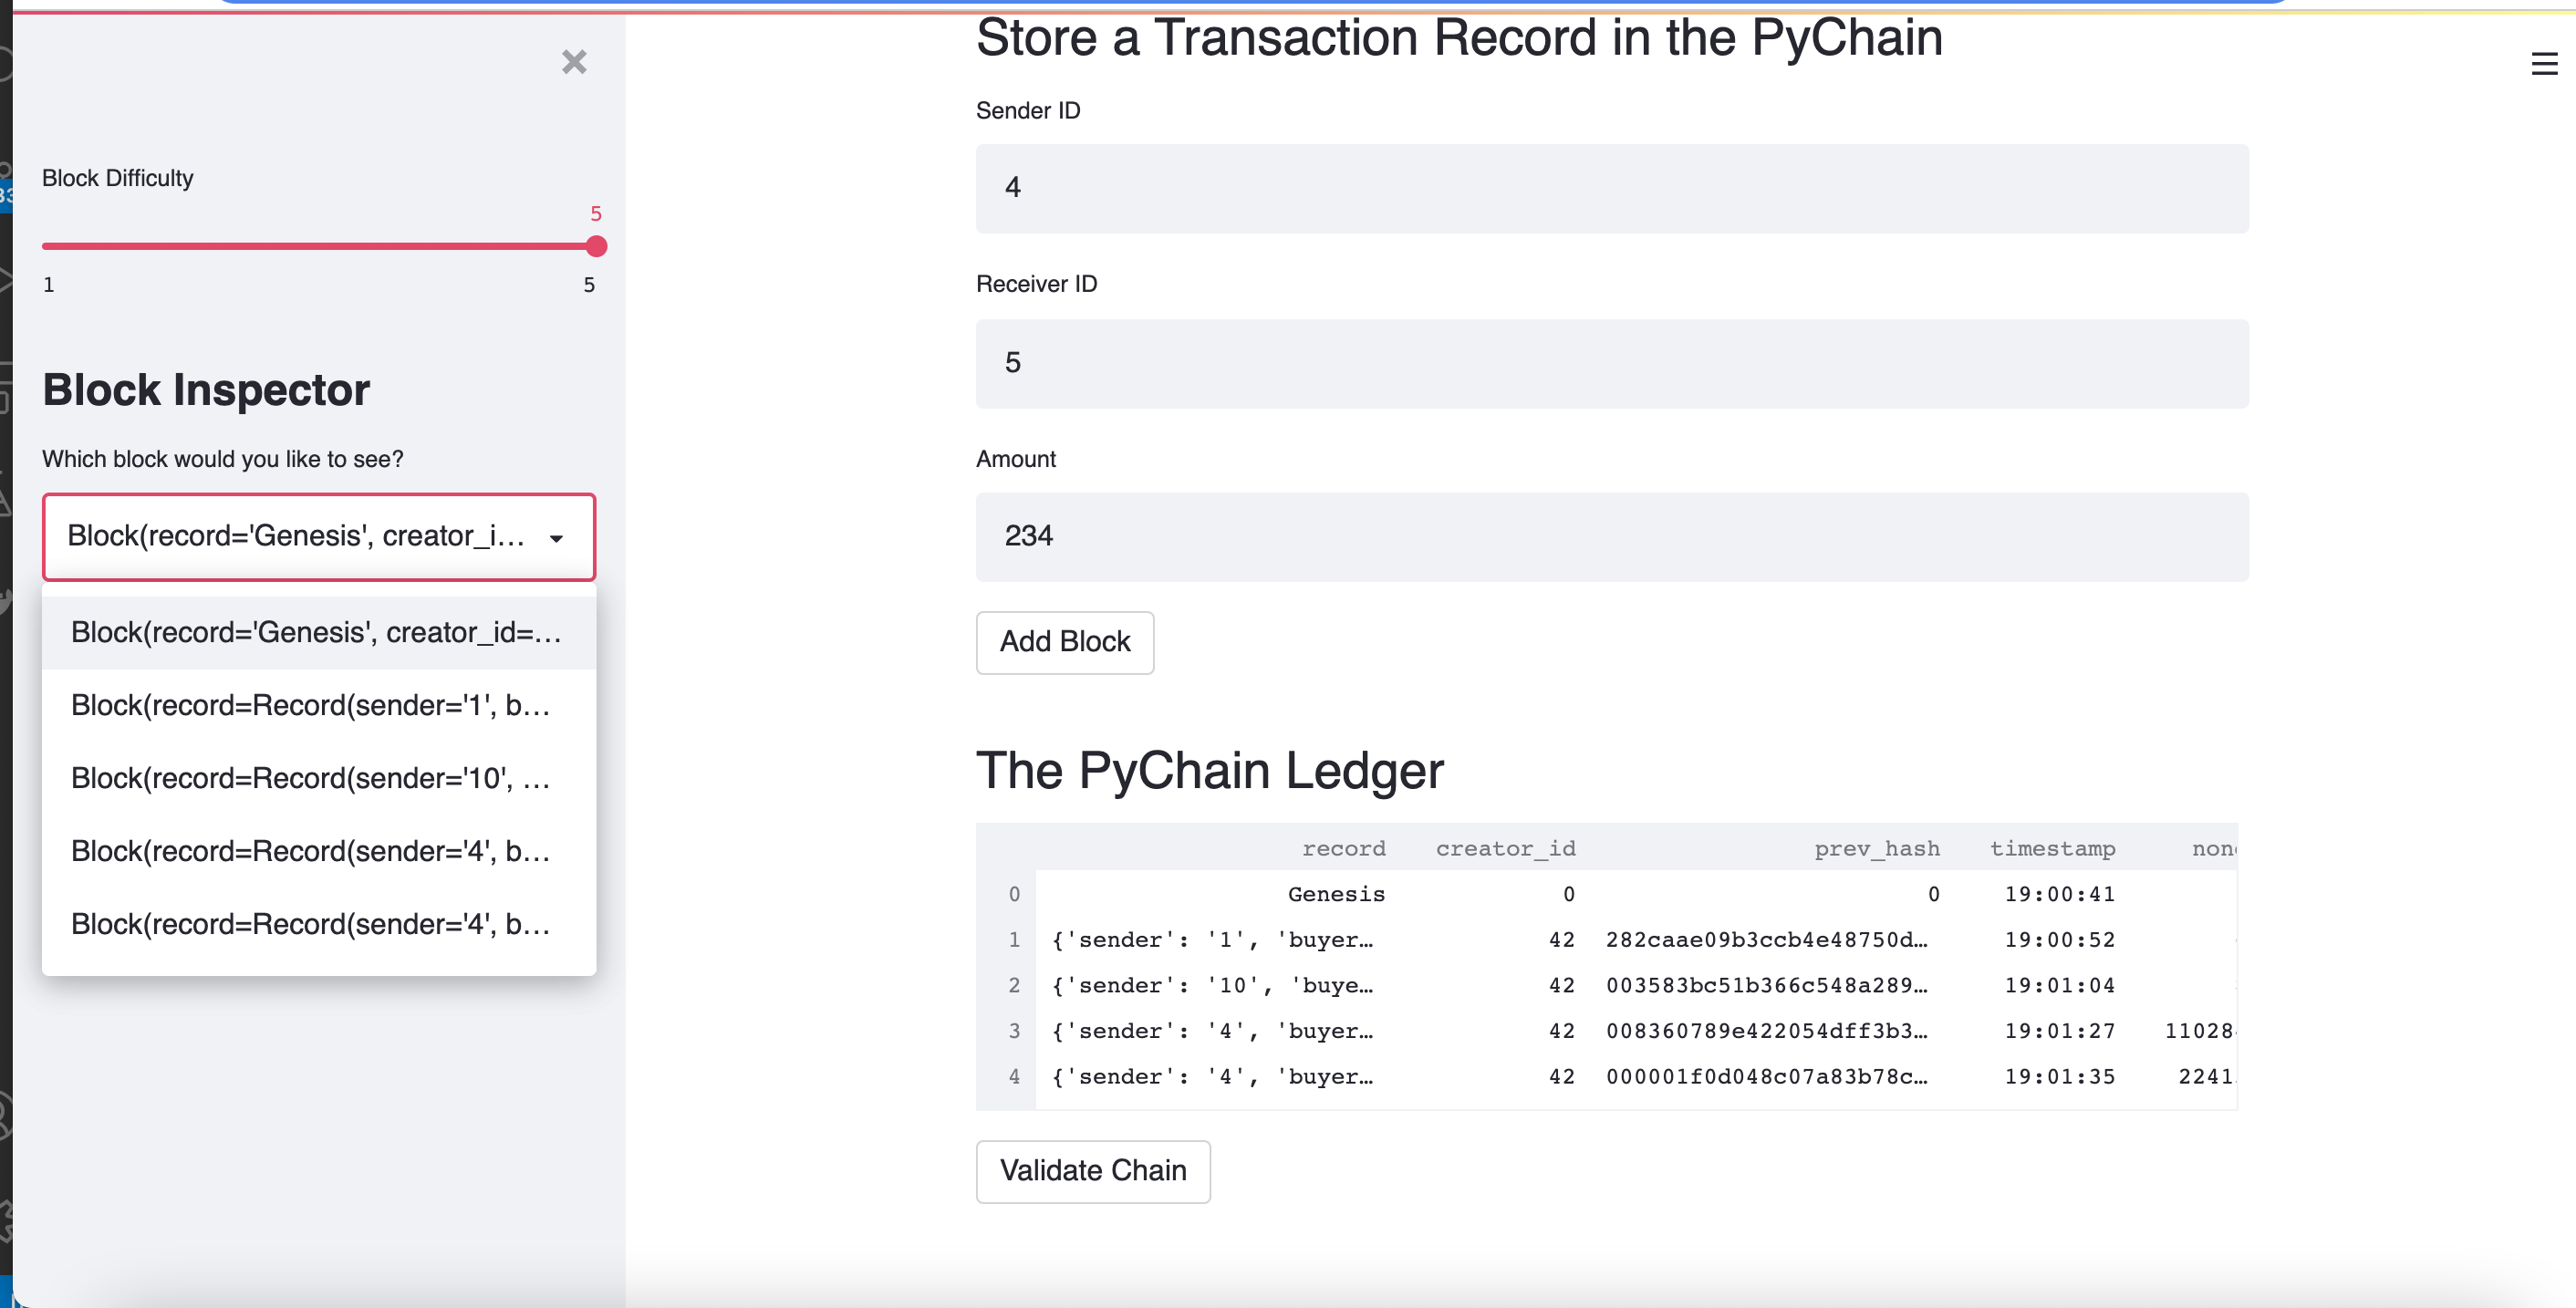 Block Difficulty
5
1 5
Block Inspector
Which block would you like to see?
Block(record='Genesis', creator_i...
Block(record='Genesis', creator_id=...
Block(record=Record(sender='1', b...
Block(record=Record(sender='10', ...
Block(record=Record(sender='4', b...
Block(record=Record(sender='4', b...
Store a Transaction Record in the PyChain
Sender ID
4
Receiver ID
5
Amount
234
Add Block
The PyChain Ledger
record creator_id prev_hash timestamp
0 Genesis 0 0 19:00:41
1 {'sender': '1', 'buyer… 42 282caae09b3ccb4e48750d… 19:00:52
2 {'sender': '10', 'buye… 42 003583bc51b366c548a289… 19:01:04
3 {'sender': '4', 'buyer… 42 008360789e422054dff3b3… 19:01:27 11028
4 {'sender': '4', 'buyer… 42 000001f0d048c07a83b78c… 19:01:35 2241
Validate Chain